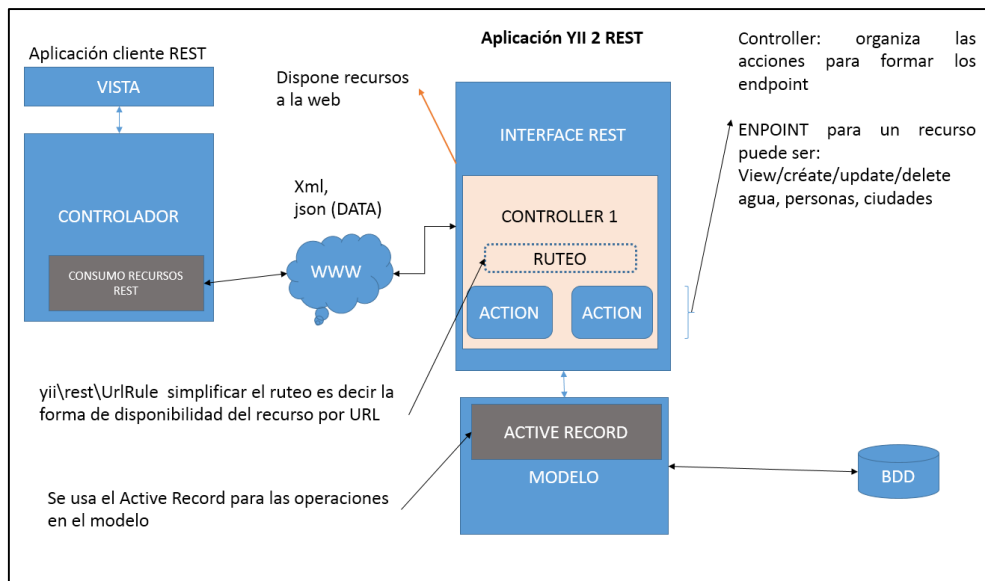 Aplicación cliente REST
VISTA
CONTROLADOR
CONSUMO RECURSOS
REST
Dispone recursos
a la web
Xml,
json (DATA)
WWW
Aplicación YII 2 REST
INTERFACE REST
CONTROLLER 1
RUTEO
ACTION
ACTION
Controller: organiza las
acciones para formar los
endpoint
ENPOINT para un recurso
puede ser:
View/créate/update/delete
agua, personas, ciudades
yii\rest\UrlRule simplificar el ruteo es decir la
forma de disponibilidad del recurso por URL
ACTIVE RECORD
MODELO
BDD
Se usa el Active Record para las operaciones
en el modelo